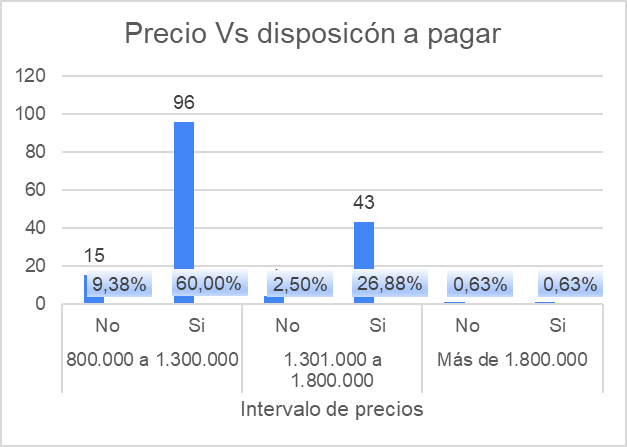 Precio Vs disposicón a pagar
120
100
80
60
40
20
0
15
96
43
9,38%
60,00%
2,50%
26,88%
0,63%
0,63%
No
Si
No
Si
No
Si
800.000 a 1.300.000
1.301.000 a
1.800.000
Más de 1.800.000
Intervalo de precios